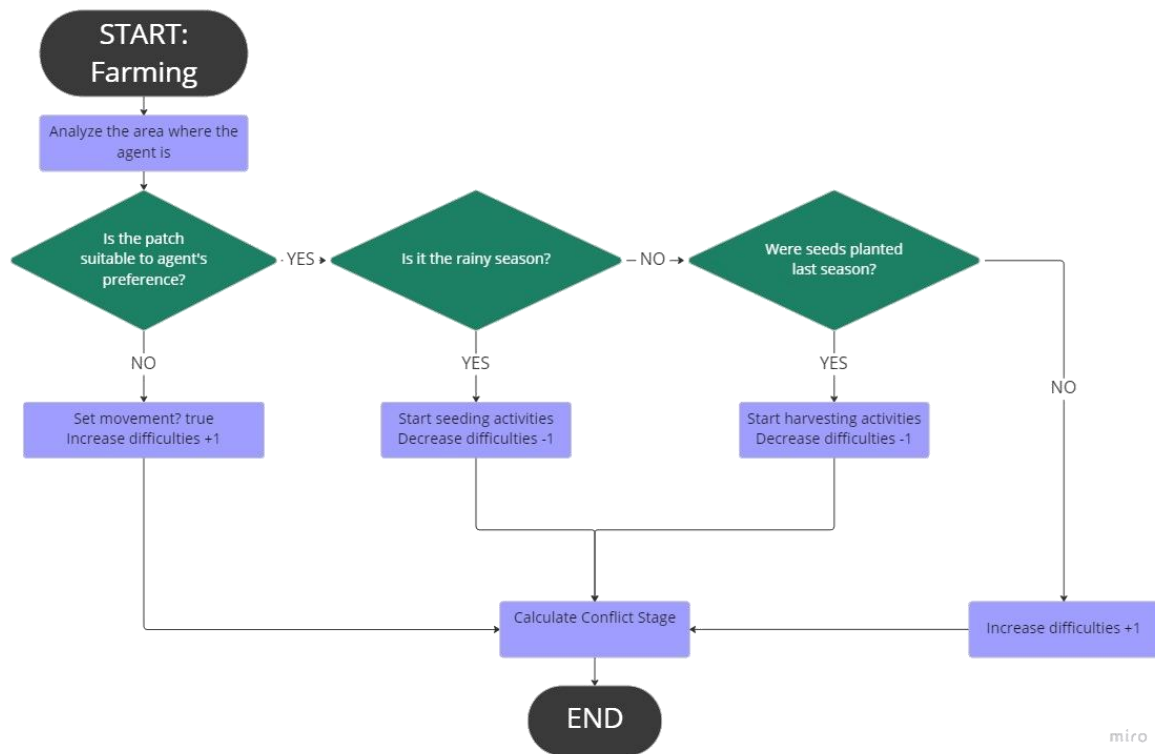 START:
Farming
Analyze the area where the
agent is
Is the patch
suitable to agent's
preference?
YES
Is it the rainy season?
NO
Were seeds planted
last season?
NO
YES
YES
NO
Set movement? true
Increase difficulties +1
Start seeding activities
Decrease difficulties -1
Start harvesting activities
Decrease difficulties -1
Calculate Conflict Stage
Increase difficulties +1
END
miro